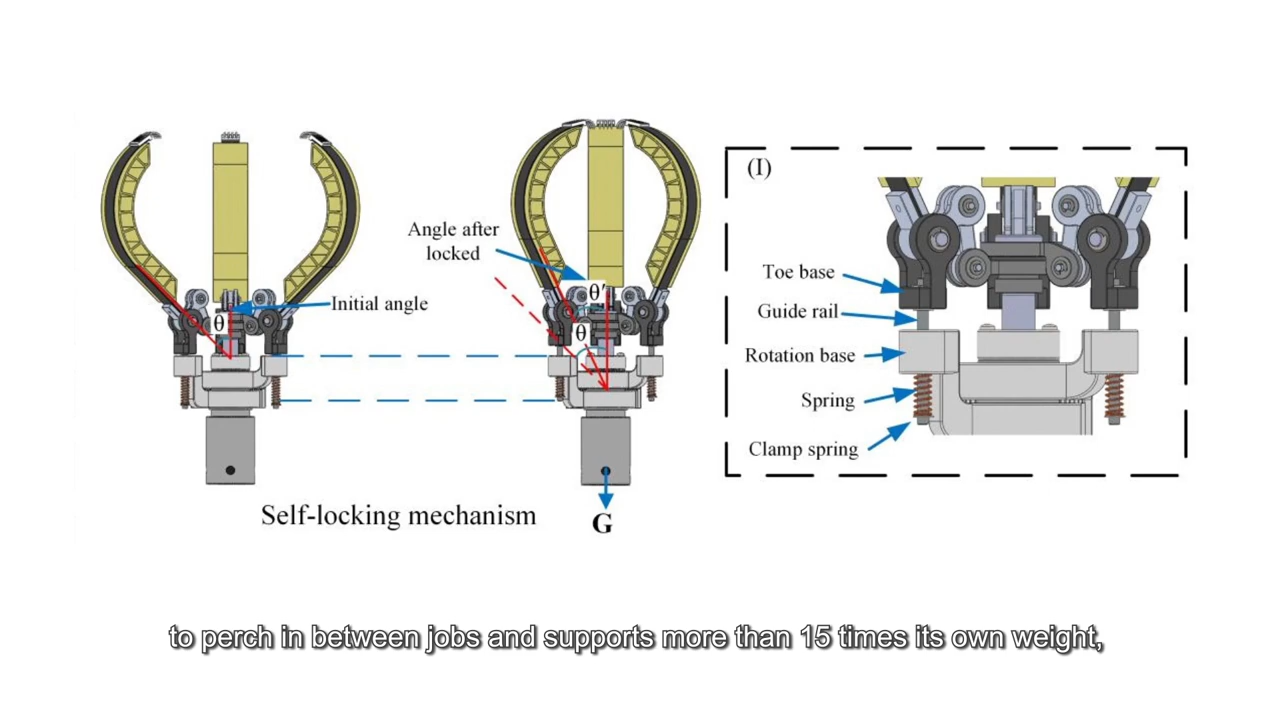 Initial angle
θ
Angle after
locked
θ′
θ
G
Self-locking mechanism
(I)
Toe base
Guide rail
Rotation base
Spring
Clamp spring
to perch in between jobs and supports more than 15 times its own weight,